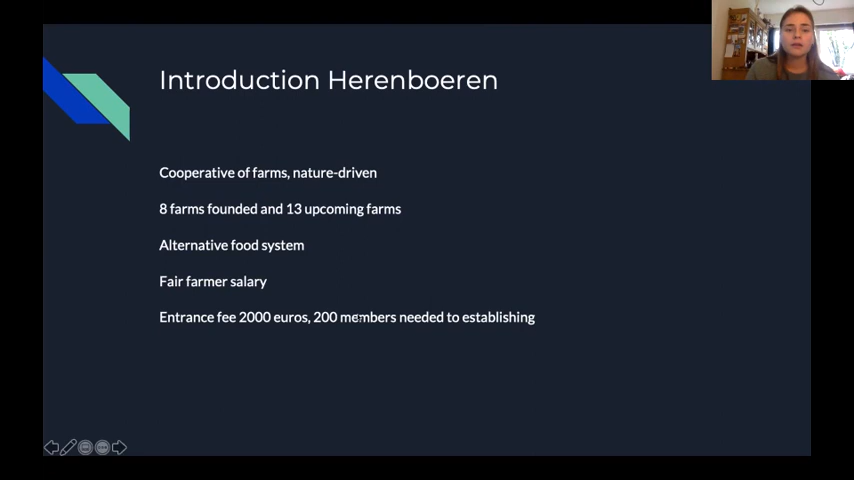 Introduction Herenboeren
Cooperative of farms, nature-driven
8 farms founded and 13 upcoming farms
Alternative food system
Fair farmer salary
Entrance fee 2000 euros, 200 members needed to establishing